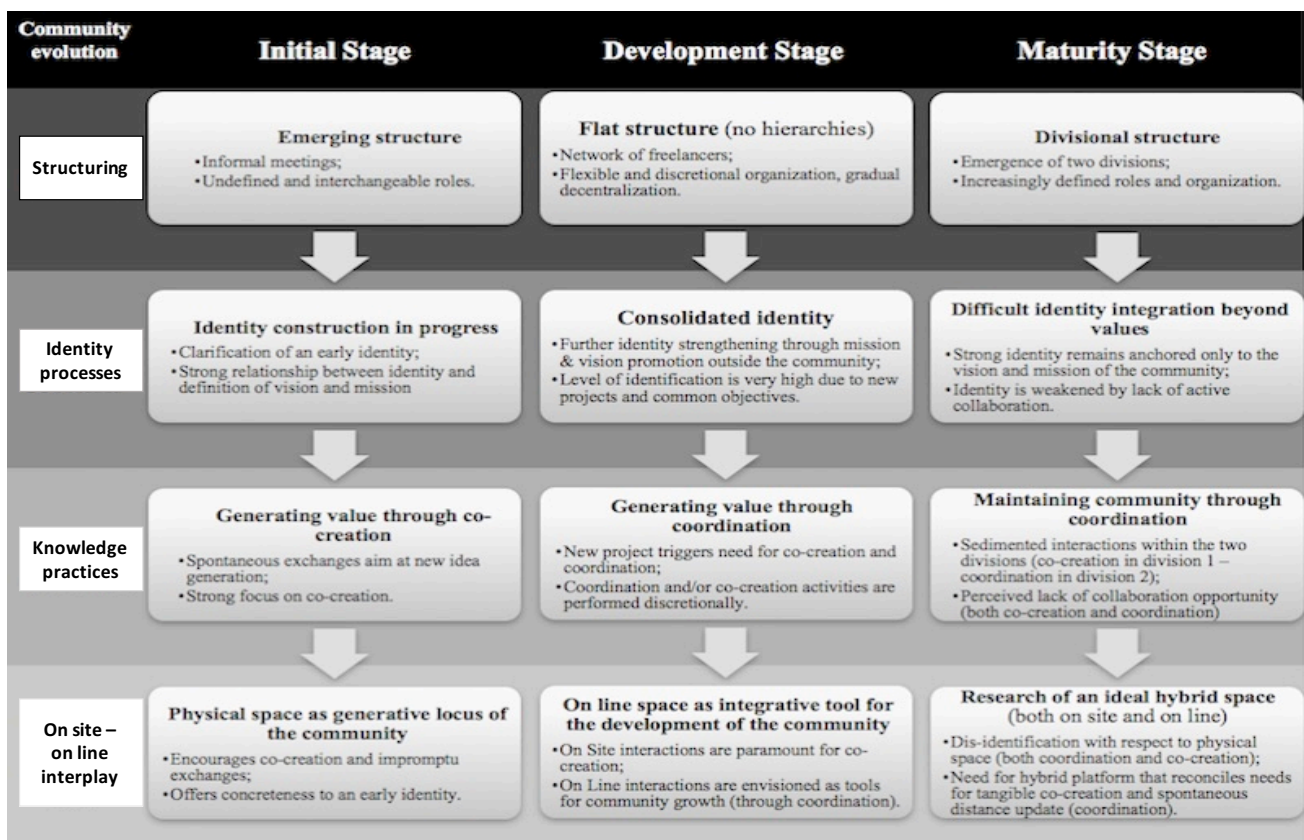 Community
evolution
Initial Stage
Development Stage
Maturity Stage
Structuring
Emerging structure
•Informal meetings;
•Undefined and interchangeable roles.
Flat structure (no hierarchies)
•Network of freelancers;
•Flexible and discretional organization, gradual
decentralization.
Divisional structure
•Emergence of two divisions;
•Increasingly defined roles and organization.
Identity
processes
Identity construction in progress
•Clarification of an early identity;
•Strong relationship between identity and
definition of vision and mission
Consolidated identity
•Further identity strengthening through mission
& vision promotion outside the community;
•Level of identification is very high due to new
projects and common objectives.
Difficult identity integration beyond
values
•Strong identity remains anchored only to the
vision and mission of the community;
•Identity is weakened by lack of active
collaboration.
Knowledge
practices
Generating value through co-
creation
•Spontaneous exchanges aim at new idea
generation;
•Strong focus on co-creation.
Generating value through
coordination
•New project triggers need for co-creation and
coordination;
•Coordination and/or co-creation activities are
performed discretionally.
Maintaining community through
coordination
•Sedimented interactions within the two
divisions (co-creation in division 1 –
coordination in division 2);
•Perceived lack of collaboration opportunity
(both co-creation and coordination)
On site –
on line
interplay
Physical space as generative locus of
the community
•Encourages co-creation and impromptu
exchanges;
•Offers concreteness to an early identity.
On line space as integrative tool for
the development of the community
•On Site interactions are paramount for co-
creation;
•On Line interactions are envisioned as tools
for community growth (through coordination).
Research of an ideal hybrid space
(both on site and on line)
•Dis-identification with respect to physical
space (both coordination and co-creation);
•Need for hybrid platform that reconciles needs
for tangible co-creation and spontaneous
distance update (coordination).